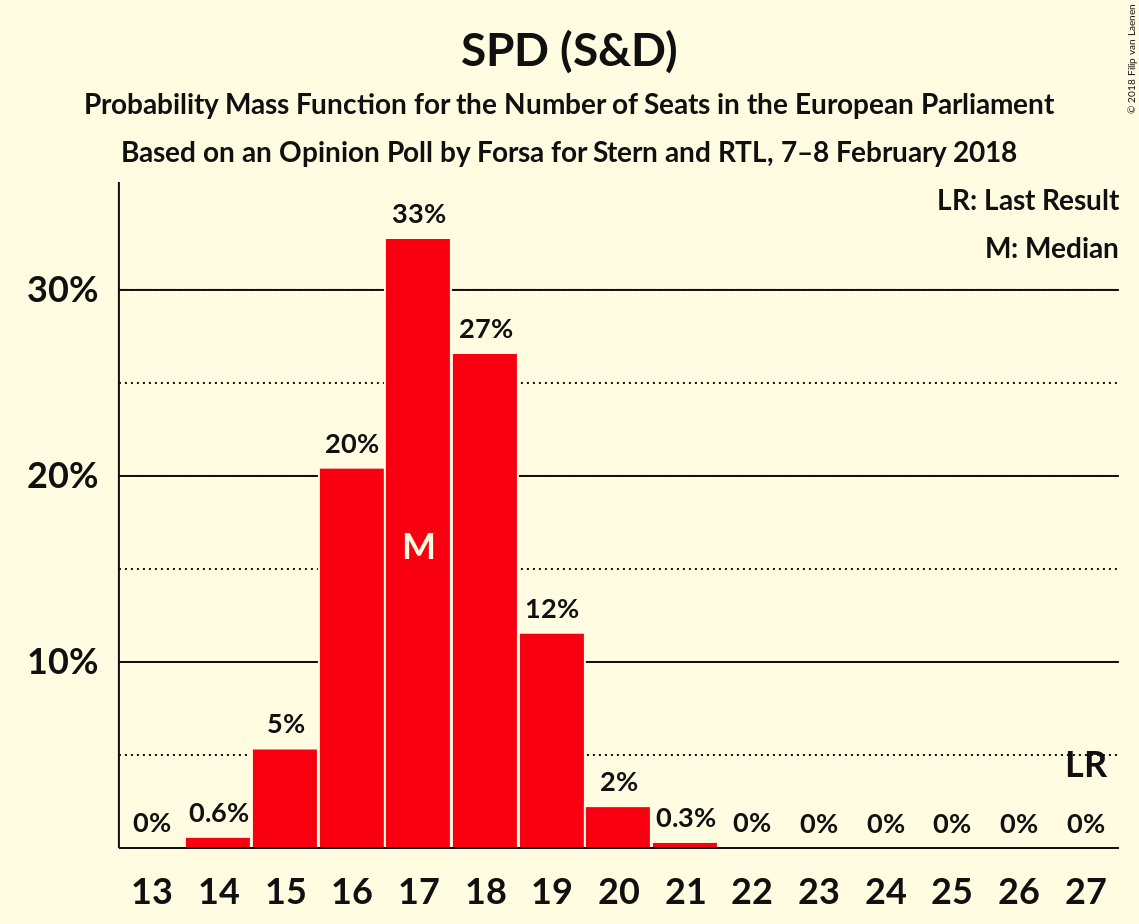 © 2018 Filip van Laenen
SPD (S&D)
Probability Mass Function for the Number of Seats in the European Parliament
Based on an Opinion Poll by Forsa for Stern and RTL, 7–8 February 2018
LR: Last Result
M: Median
33%
30%
27%
20%
20%
M
12%
10%
5%
LR
2%
0% 0.6% 0.3% 0% 0% 0% 0% 0% 0%
13 14 15 16 17 18 19 20 21 22 23 24 25 26 27